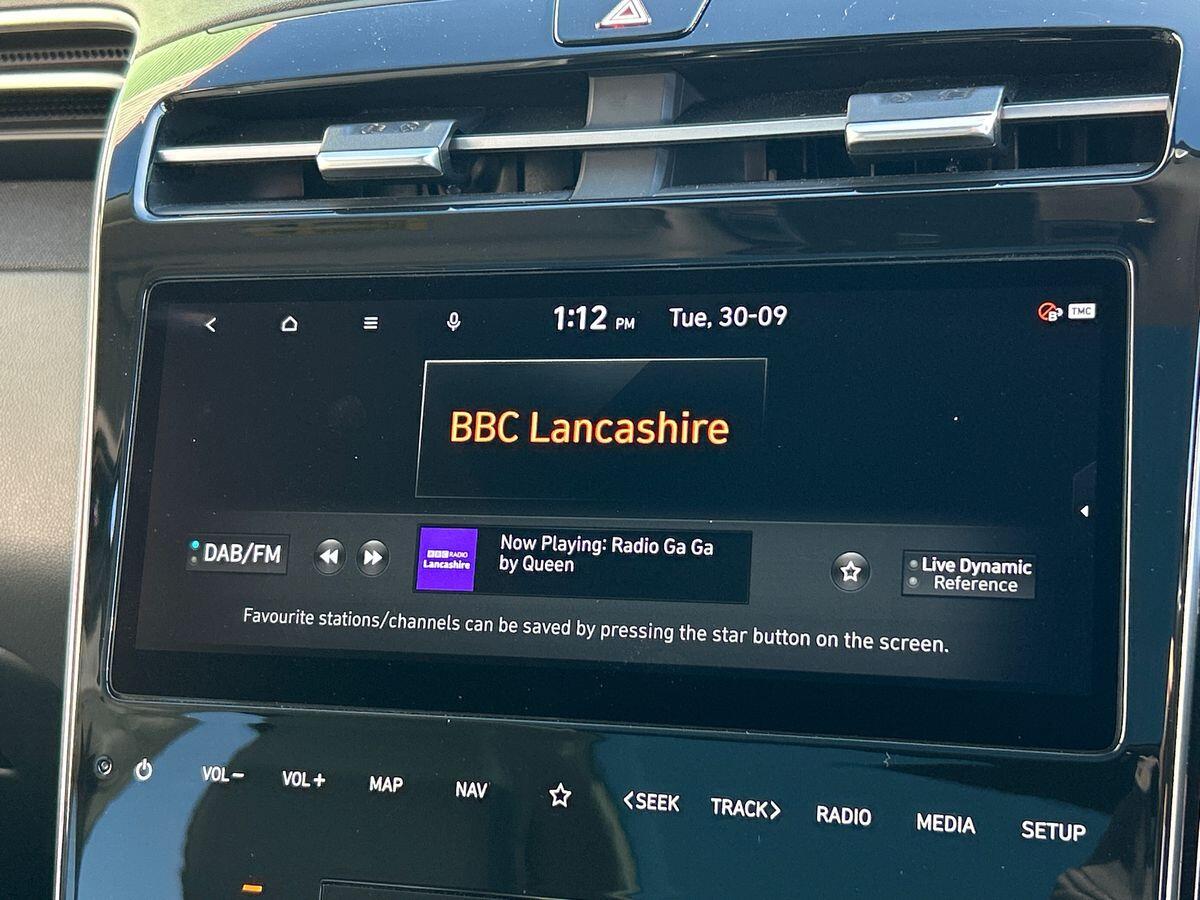 1:12 PM Tue, 30-09
TMC
BBC Lancashire
DAB/FM
BBC RADIO
Lancashire
Now Playing: Radio Ga Ga
by Queen
Live Dynamic
Reference
Favourite stations/channels can be saved by pressing the star button on the screen.
VOL− VOL+ MAP NAV <SEEK TRACK> RADIO MEDIA SETUP